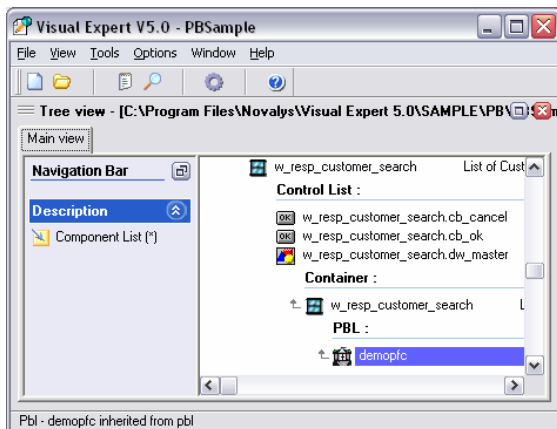 Visual Expert V5.0 - PBSample
File View Tools Options Window Help
Tree view - [C:\Program Files\Novalys\Visual Expert 5.0\SAMPLE\PB\
Main view
Navigation Bar
Description
Component List (*)
w_resp_customer_search List of Cust
Control List :
OK w_resp_customer_search.cb_cancel
OK w_resp_customer_search.cb_ok
w_resp_customer_search.dw_master
Container :
w_resp_customer_search L
PBL :
demopfc
Pbl - demopfc inherited from pbl